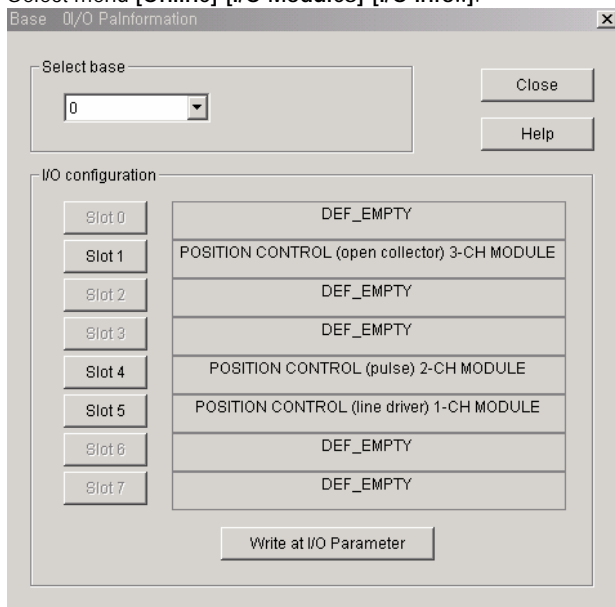 Select menu [Online]-[I/O Modules]-[I/O Info..].
Base 0I/O PaInformation
Select base
0
Close
Help
I/O configuration
Slot 0 DEF_EMPTY
Slot 1 POSITION CONTROL (open collector) 3-CH MODULE
Slot 2 DEF_EMPTY
Slot 3 DEF_EMPTY
Slot 4 POSITION CONTROL (pulse) 2-CH MODULE
Slot 5 POSITION CONTROL (line driver) 1-CH MODULE
Slot 6 DEF_EMPTY
Slot 7 DEF_EMPTY
Write at I/O Parameter